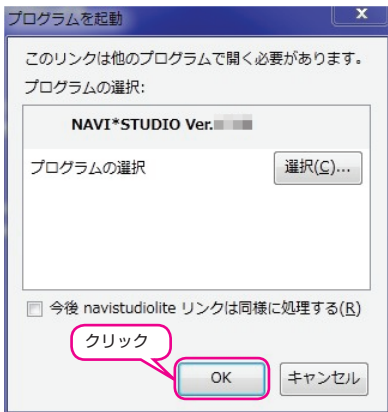 プログラムを起動
x
このリンクは他のプログラムで開く必要があります。
プログラムの選択:
NAVI*STUDIO Ver.
プログラムの選択
選択(C)...
今後 navistudiolite リンクは同様に処理する(R)
クリック
OK
キャンセル